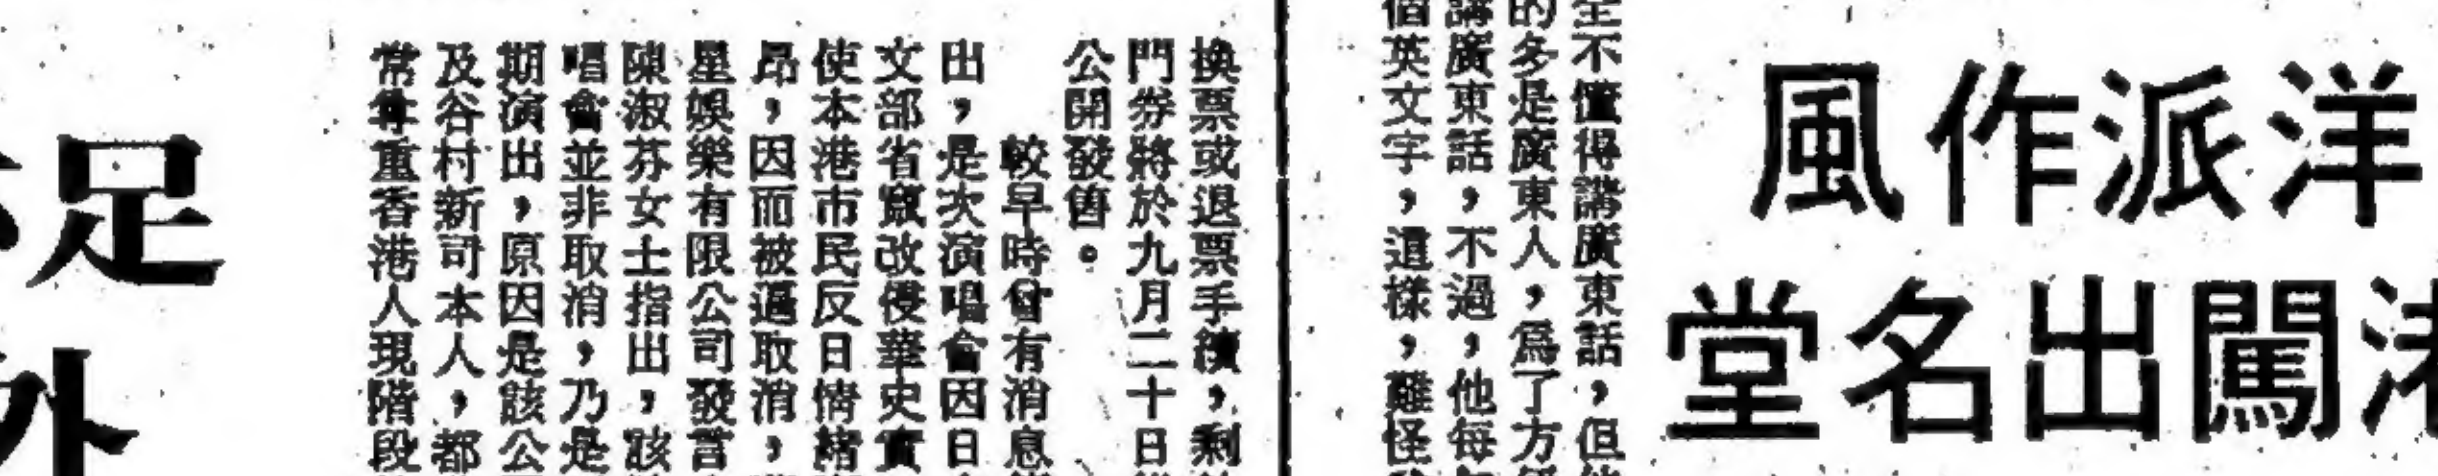 洋派作風
闖出名堂
全不懂得講廣東話，但
的多是廣東人，爲了方
講廣東話，不過，他每
個英文字，這樣，難怪
換票或退票手續，剩
門券將於九月二十日
公開發售。
較早時曾有消息
出，是次演唱會因日
文部省竄改侵華史實
使本港市民反日情緒
昂，因而被逼取消，
星娛樂有限公司發言
陳淑芬女士指出，該
唱會並非取消，乃是
期演出，原因是該公
及谷村新司本人，都
常尊重香港人現階段
足
外